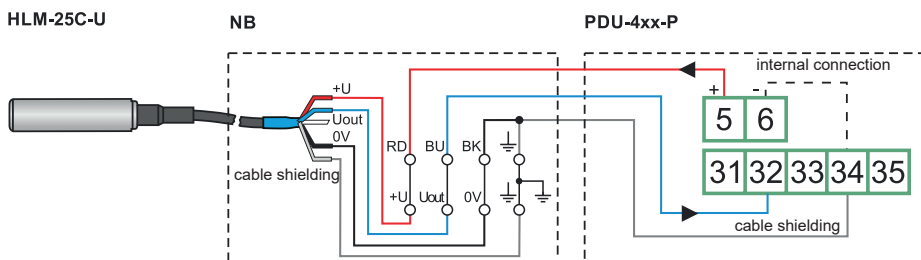 HLM-25C-U
NB
PDU-4xx-P
internal connection
+U
+ -
5 6
Uout
0V
RD BU BK
31 32 33 34 35
cable shielding
+U Uout 0V
cable shielding